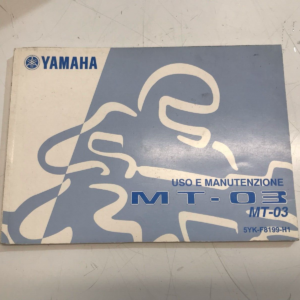 YAMAHA
USO E MANUTENZIONE
MT-03
MT-03
5YK-F8199-H1